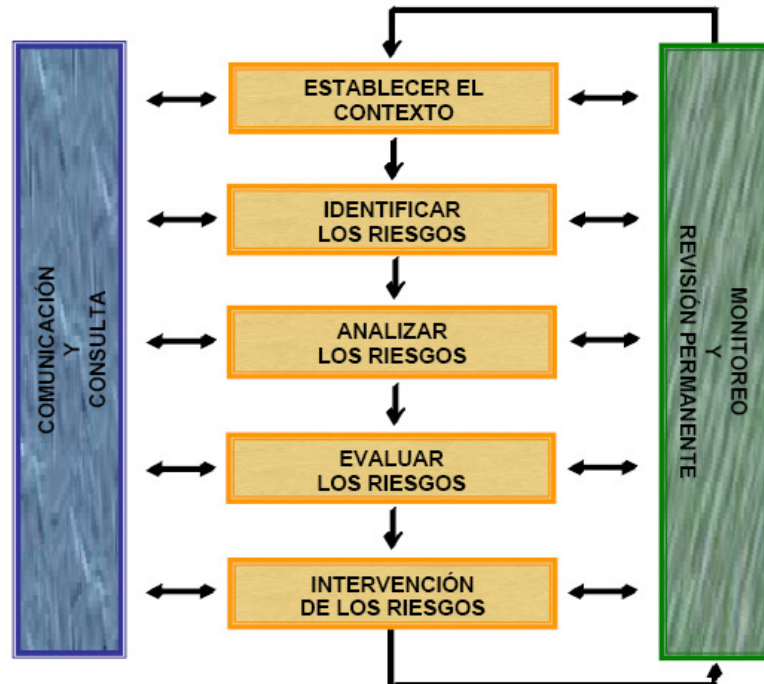 ESTABLECER EL
CONTEXTO
IDENTIFICAR
LOS RIESGOS
ANALIZAR
LOS RIESGOS
EVALUAR
LOS RIESGOS
INTERVENCIÓN
DE LOS RIESGOS
COMUNICACIÓN
Y
CONSULTA
MONITOREO
Y
REVISIÓN PERMANENTE